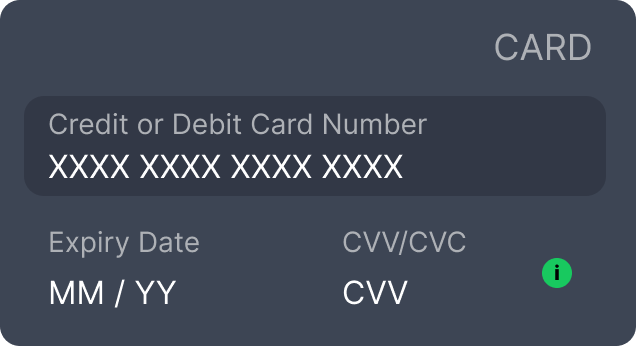 CARD
Credit or Debit Card Number
XXXX XXXX XXXX XXXX
Expiry Date CVV/CVC
MM / YY CVV i